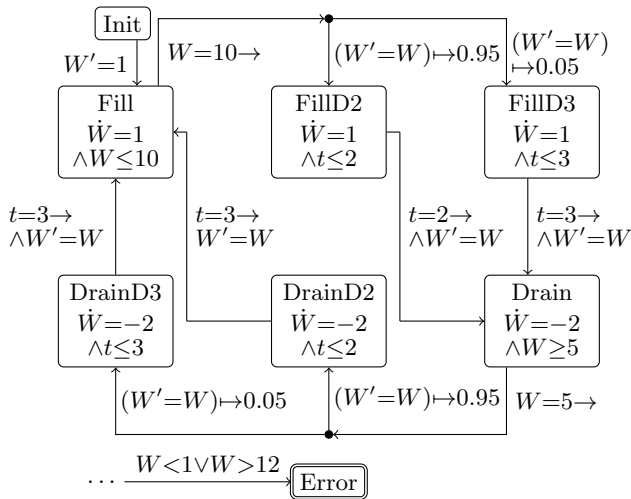 Init
W′=1
W=10→
(W′=W)↦0.95
(W′=W)
↦0.05
Fill
Ẇ=1
∧W≤10
FillD2
Ẇ=1
∧t≤2
FillD3
Ẇ=1
∧t≤3
t=3→
∧W′=W
t=3→
W′=W
t=2→
∧W′=W
t=3→
∧W′=W
DrainD3
Ẇ=−2
∧t≤3
DrainD2
Ẇ=−2
∧t≤2
Drain
Ẇ=−2
∧W≥5
(W′=W)↦0.05
(W′=W)↦0.95
W=5→
⋯
W<1∨W>12
Error